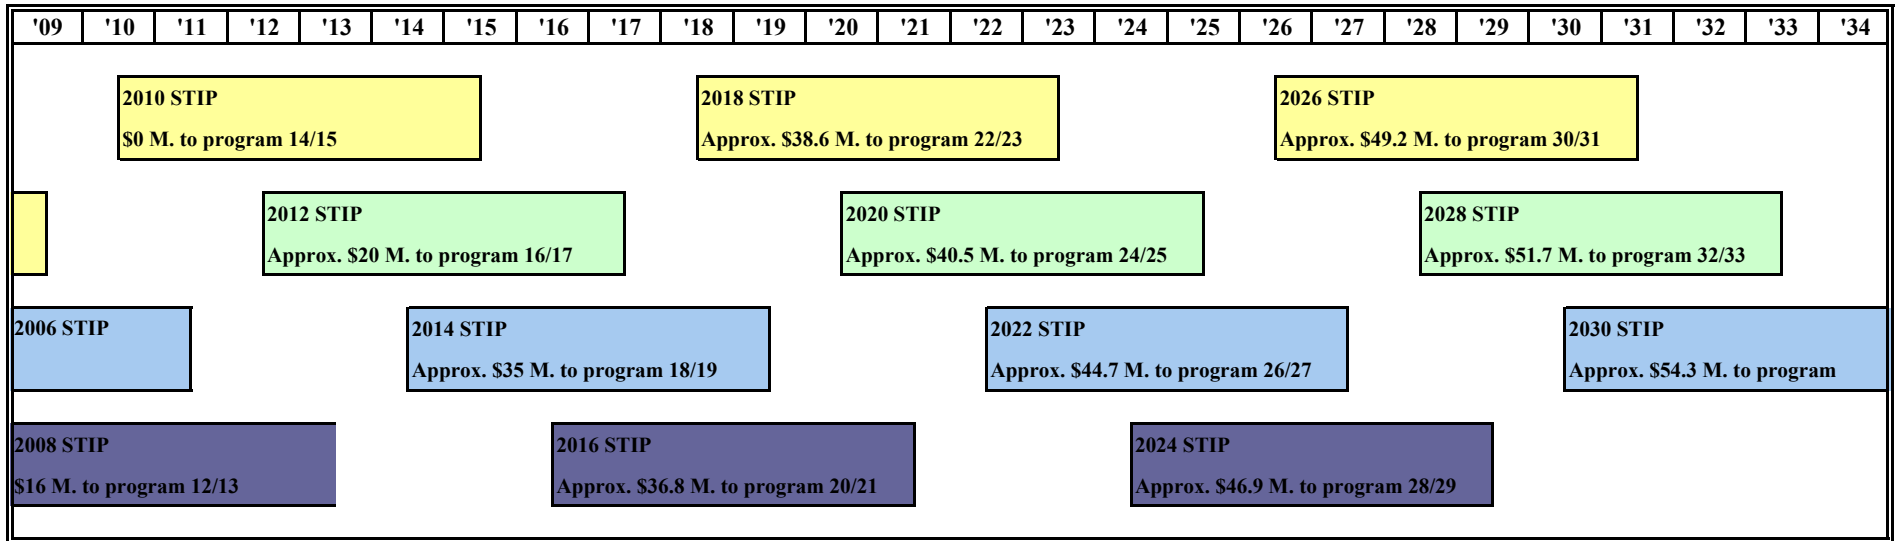 '09 '10 '11 '12 '13 '14 '15 '16 '17 '18 '19 '20 '21 '22 '23 '24 '25 '26 '27 '28 '29 '30 '31 '32 '33 '34
2010 STIP
$0 M. to program 14/15
2018 STIP
Approx. $38.6 M. to program 22/23
2026 STIP
Approx. $49.2 M. to program 30/31
2012 STIP
Approx. $20 M. to program 16/17
2020 STIP
Approx. $40.5 M. to program 24/25
2028 STIP
Approx. $51.7 M. to program 32/33
2006 STIP
2014 STIP
Approx. $35 M. to program 18/19
2022 STIP
Approx. $44.7 M. to program 26/27
2030 STIP
Approx. $54.3 M. to program
2008 STIP
$16 M. to program 12/13
2016 STIP
Approx. $36.8 M. to program 20/21
2024 STIP
Approx. $46.9 M. to program 28/29